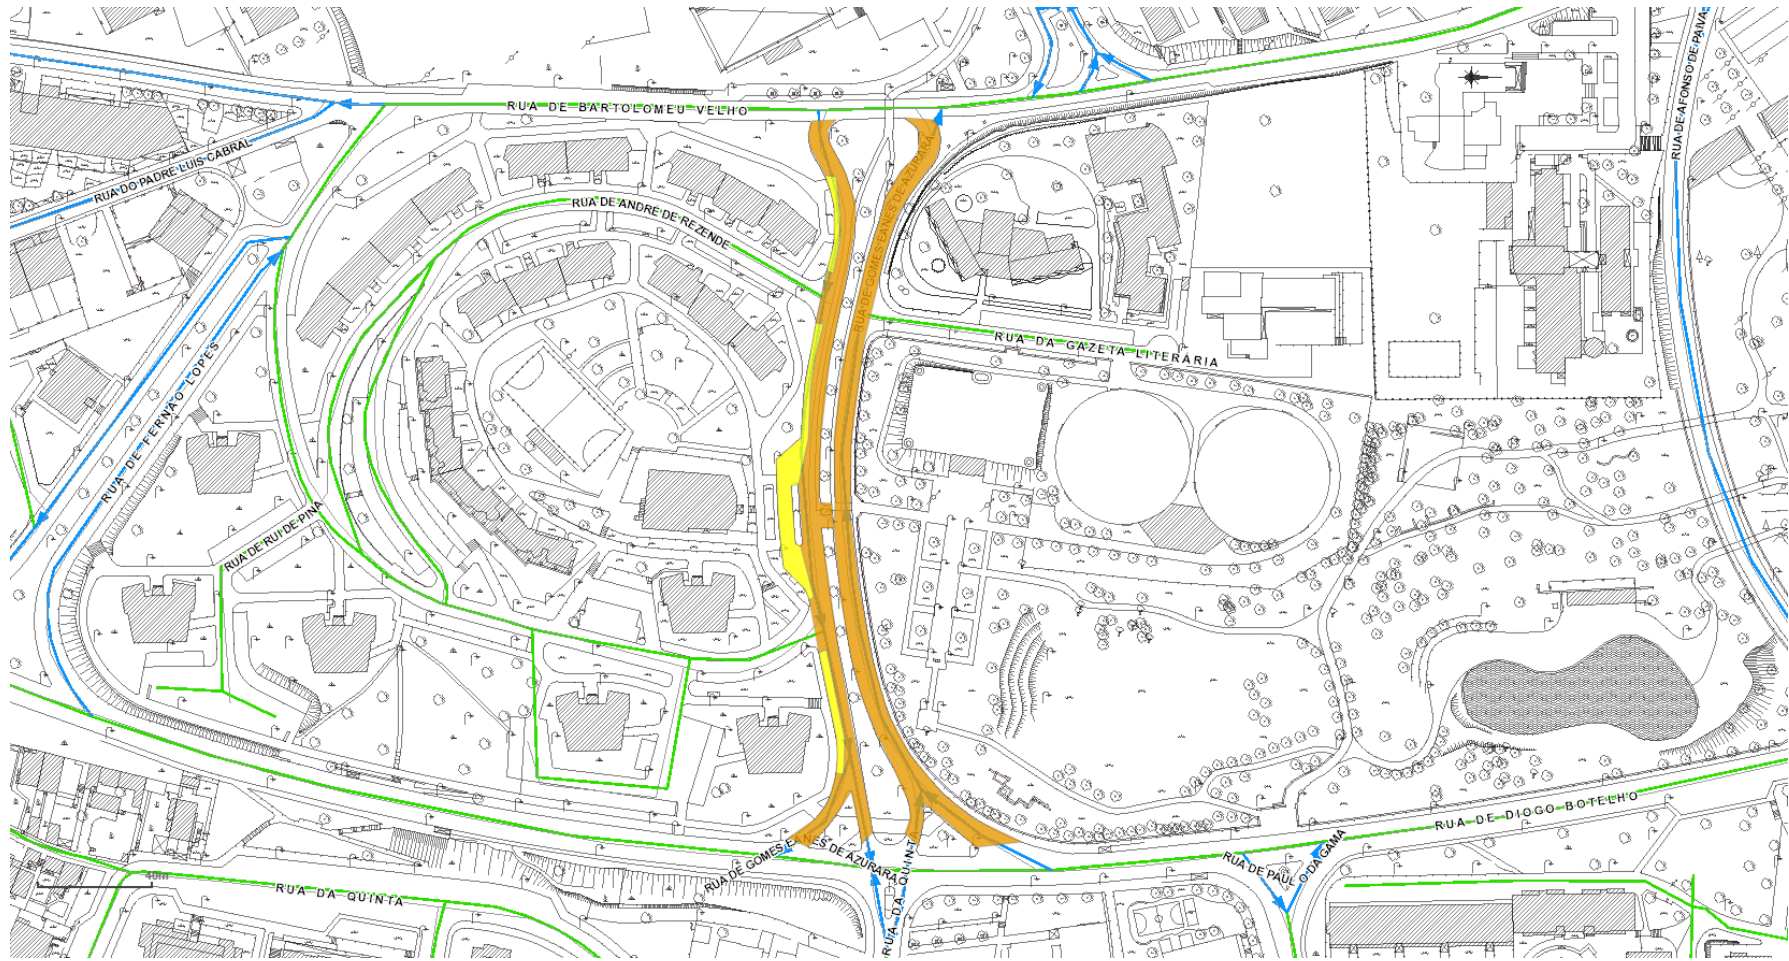 RUA DE BARTOLOMEU VELHO
RUA DE AFONSO DE PAIVA
RUA DO PADRE LUIS CABRAL
RUA DE ANDRÉ DE REZENDE
RUA DE GOMES EANES DE AZURARA
RUA DA GAZETA LITERÁRIA
RUA DE FERNÃO LOPES
RUA DE RUI DE PINA
RUA DE DIOGO BOTELHO
RUA DE GOMES EANES DE AZURARA
RUA DA QUINTA
RUA DE PAULO DA GAMA
40m
RUA DA QUINTA